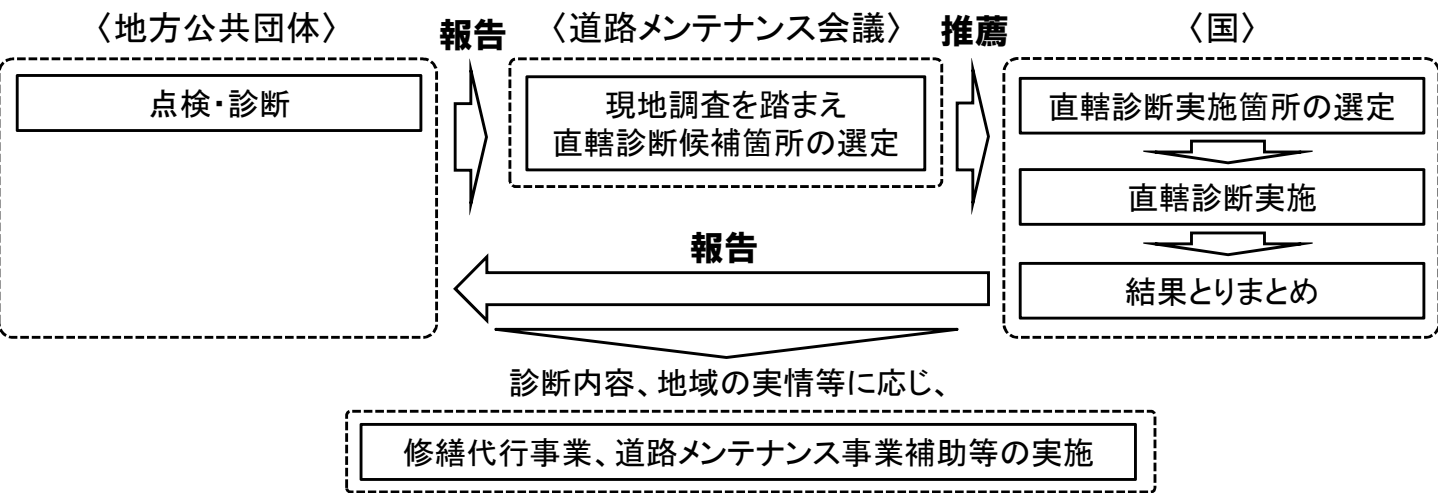 〈地方公共団体〉
報告
〈道路メンテナンス会議〉
推薦
〈国〉
点検・診断
現地調査を踏まえ
直轄診断候補箇所の選定
直轄診断実施箇所の選定
直轄診断実施
結果とりまとめ
報告
診断内容、地域の実情等に応じ、
修繕代行事業、道路メンテナンス事業補助等の実施